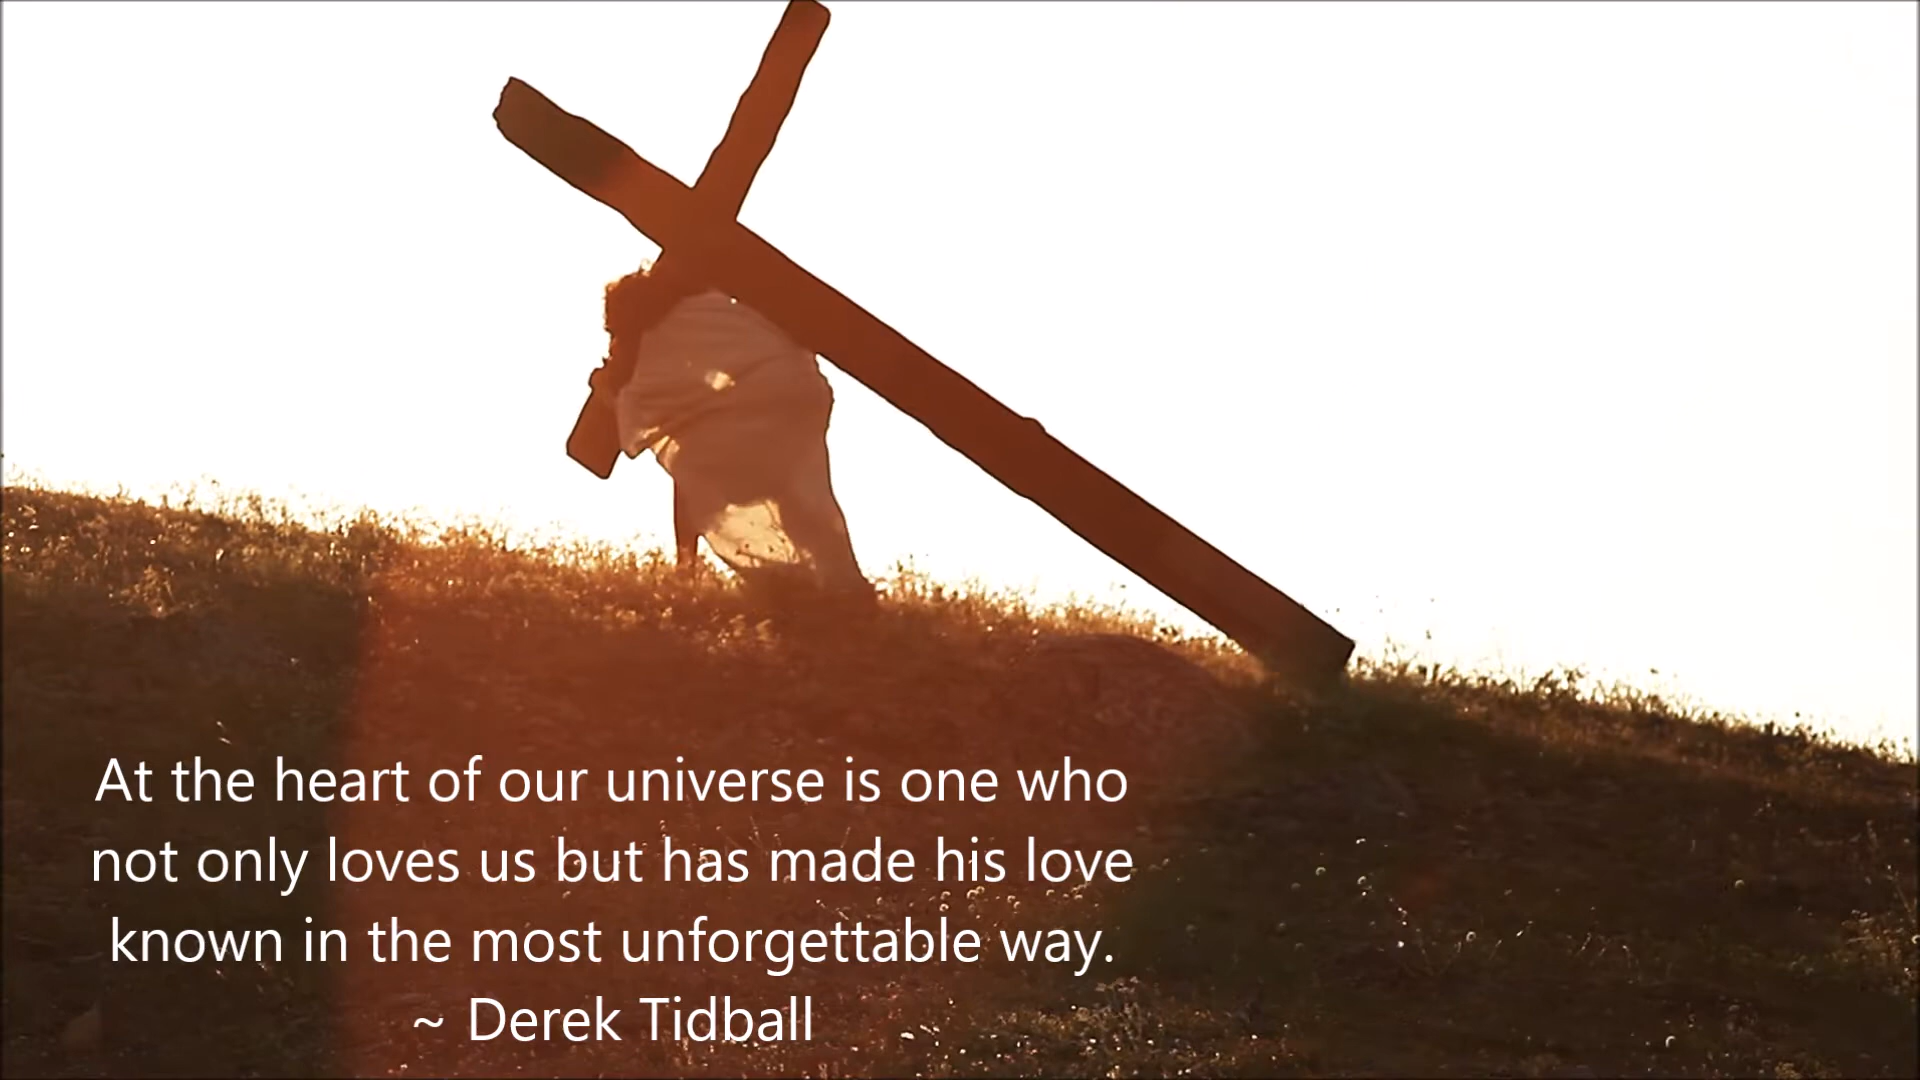 At the heart of our universe is one who
not only loves us but has made his love
known in the most unforgettable way.
~ Derek Tidball